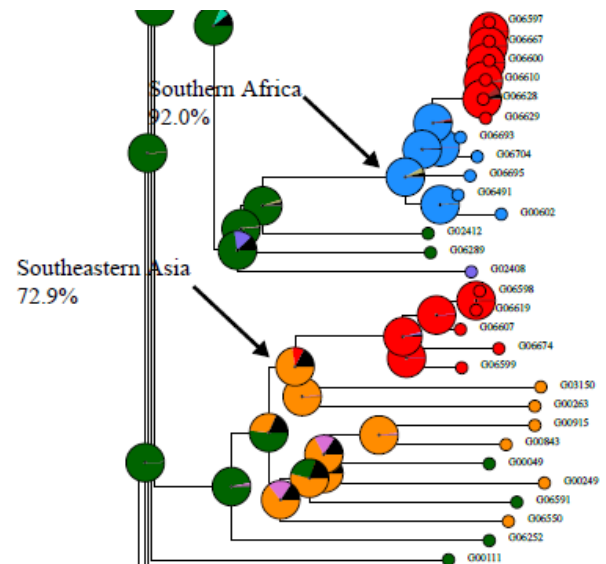 G06597
G06667
G06600
G06610
G06628
G06629
Southern Africa
92.0%
G06693
G06704
G06695
G06491
G00602
G02412
G06289
G02408
Southeastern Asia
72.9%
G06598
G06619
G06607
G06674
G06599
G03150
G00263
G00915
G00843
G00049
G00249
G06591
G06550
G06252
G00111